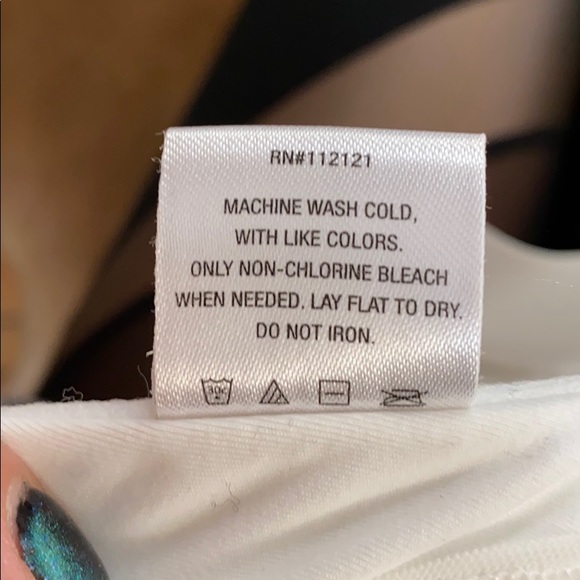 RN#112121
MACHINE WASH COLD,
WITH LIKE COLORS.
ONLY NON-CHLORINE BLEACH
WHEN NEEDED. LAY FLAT TO DRY.
DO NOT IRON.
30c